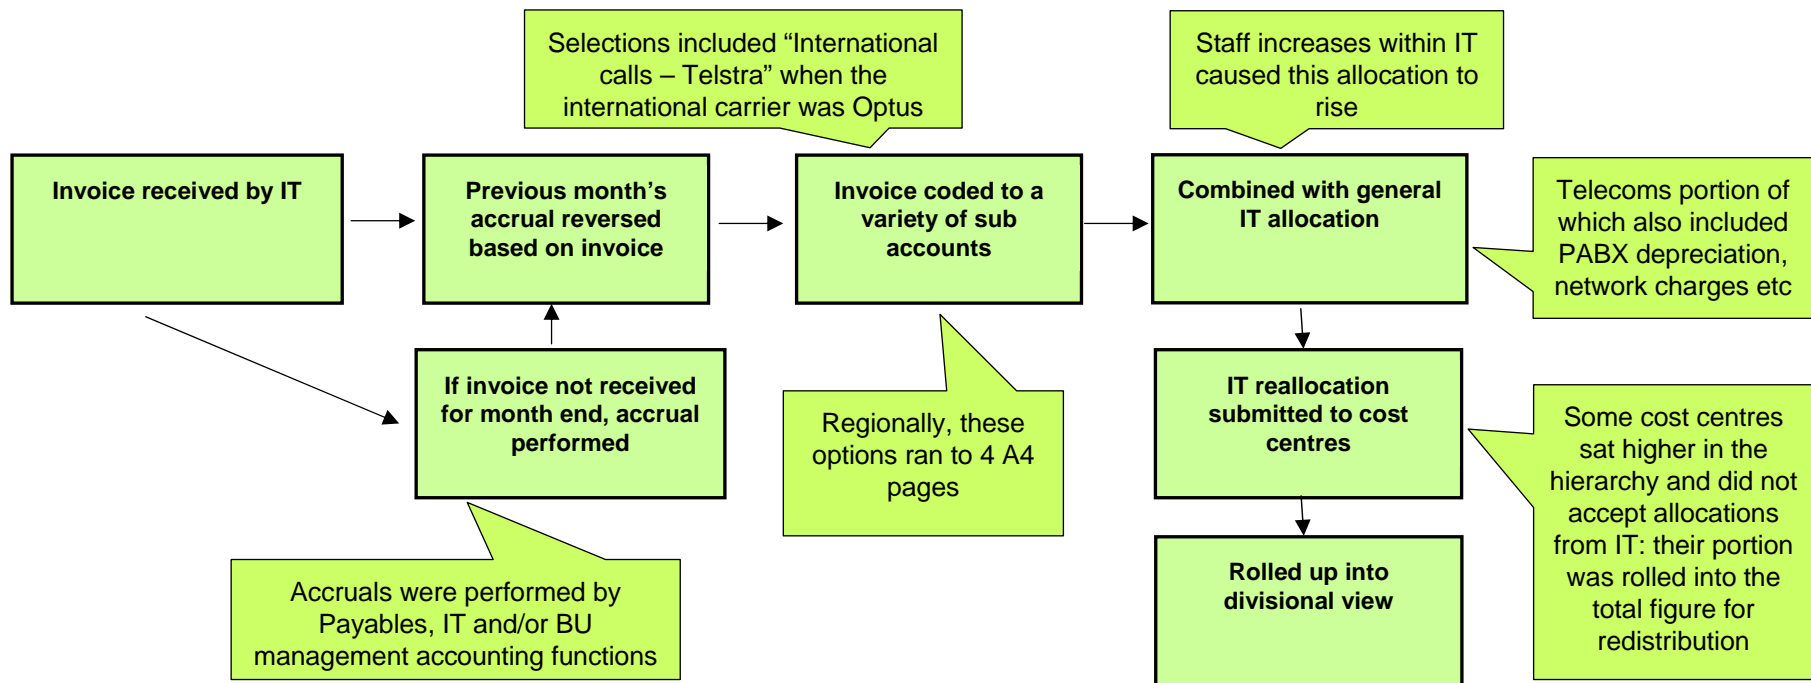 Selections included “International
calls – Telstra” when the
international carrier was Optus
Staff increases within IT
caused this allocation to
rise
Invoice received by IT
Previous month’s
accrual reversed
based on invoice
Invoice coded to a
variety of sub
accounts
Combined with general
IT allocation
Telecoms portion of
which also included
PABX depreciation,
network charges etc
If invoice not received
for month end, accrual
performed
Regionally, these
options ran to 4 A4
pages
IT reallocation
submitted to cost
centres
Some cost centres
sat higher in the
hierarchy and did not
accept allocations
from IT: their portion
was rolled into the
total figure for
redistribution
Accruals were performed by
Payables, IT and/or BU
management accounting functions
Rolled up into
divisional view